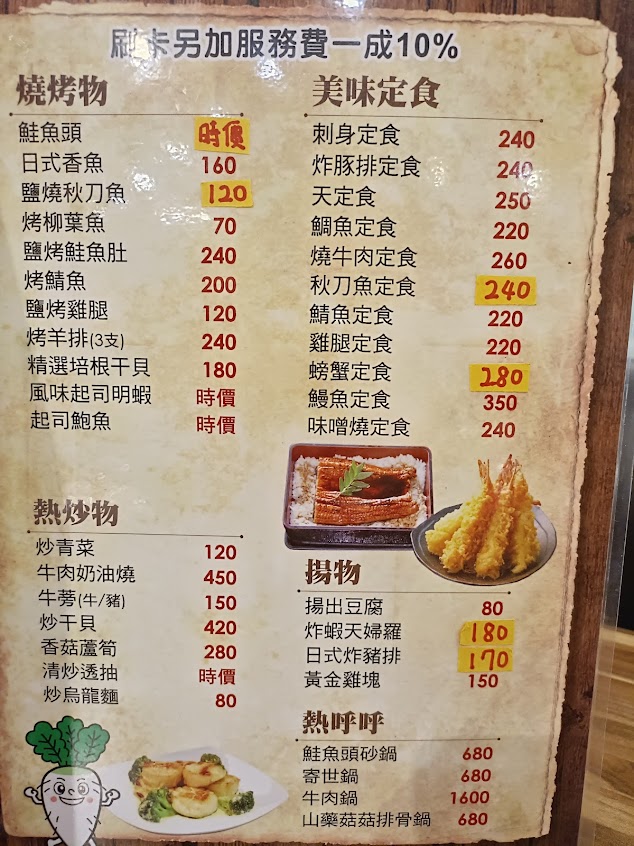 刷卡另加服務費一成10%
燒烤物
鮭魚頭 時價
日式香魚 160
鹽燒秋刀魚 120
烤柳葉魚 70
鹽烤鮭魚肚 240
烤鯖魚 200
鹽烤雞腿 120
烤羊排(3支) 240
精選培根干貝 180
風味起司明蝦 時價
起司鮑魚 時價
熱炒物
炒青菜 120
牛肉奶油燒 450
牛蒡(牛/豬) 150
炒干貝 420
香菇蘆筍 280
清炒透抽 時價
炒烏龍麵 80
美味定食
刺身定食 240
炸豚排定食 240
天定食 250
鯛魚定食 220
燒牛肉定食 260
秋刀魚定食 240
鯖魚定食 220
雞腿定食 220
螃蟹定食 280
鰻魚定食 350
味噌燒定食 240
揚物
揚出豆腐 80
炸蝦天婦羅 180
日式炸豬排 170
黃金雞塊 150
熱呼呼
鮭魚頭砂鍋 680
寄世鍋 680
牛肉鍋 1600
山藥菇菇排骨鍋 680